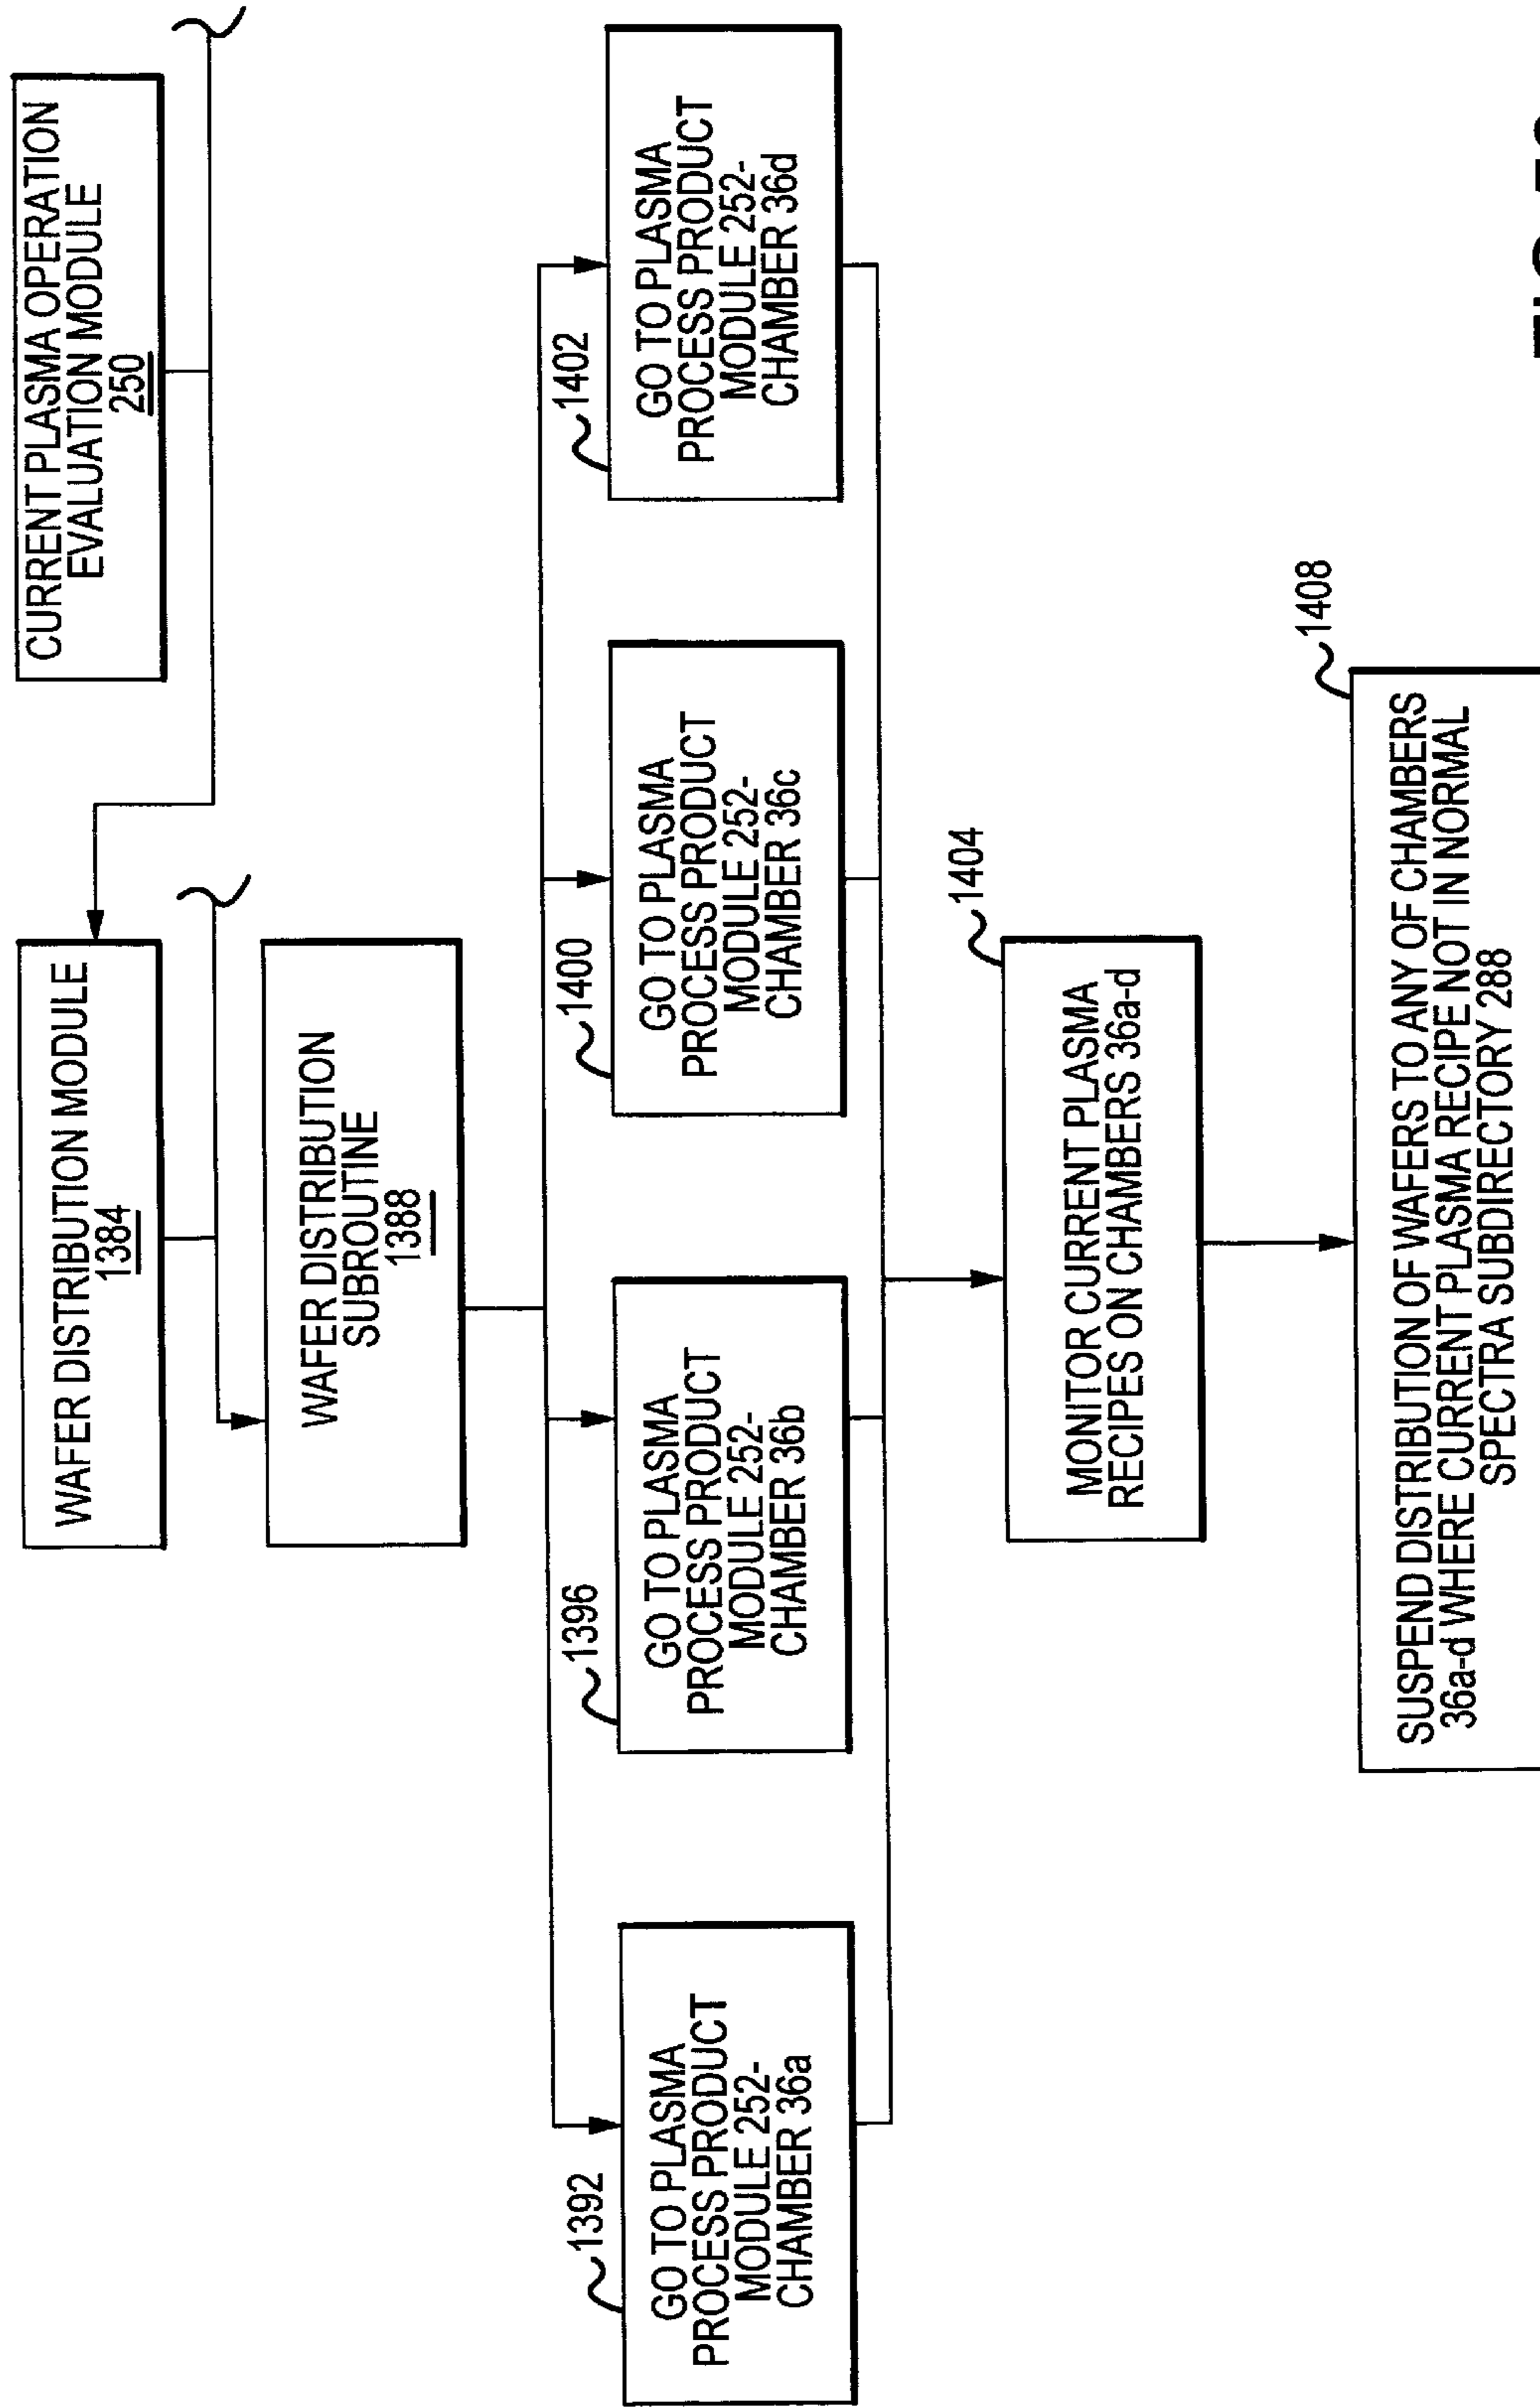 CURRENT PLASMA OPERATION
EVALUATION MODULE
250
WAFER DISTRIBUTION MODULE
1384
WAFER DISTRIBUTION
SUBROUTINE
1388
1392
GO TO PLASMA
PROCESS PRODUCT
MODULE 252-
CHAMBER 36a
1396
GO TO PLASMA
PROCESS PRODUCT
MODULE 252-
CHAMBER 36b
1400
GO TO PLASMA
PROCESS PRODUCT
MODULE 252-
CHAMBER 36c
1402
GO TO PLASMA
PROCESS PRODUCT
MODULE 252-
CHAMBER 36d
1404
MONITOR CURRENT PLASMA
RECIPES ON CHAMBERS 36a-d
1408
SUSPEND DISTRIBUTION OF WAFERS TO ANY OF CHAMBERS
36a-d WHERE CURRENT PLASMA RECIPE NOT IN NORMAL
SPECTRA SUBDIRECTORY 288